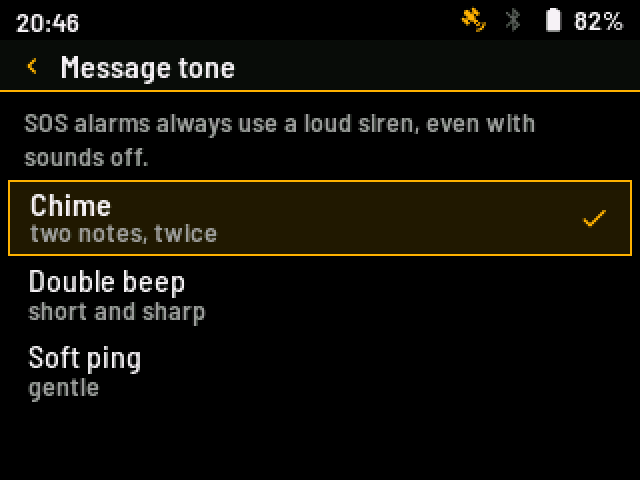 20:46
82%
Message tone
SOS alarms always use a loud siren, even with
sounds off.
Chime
two notes, twice
Double beep
short and sharp
Soft ping
gentle